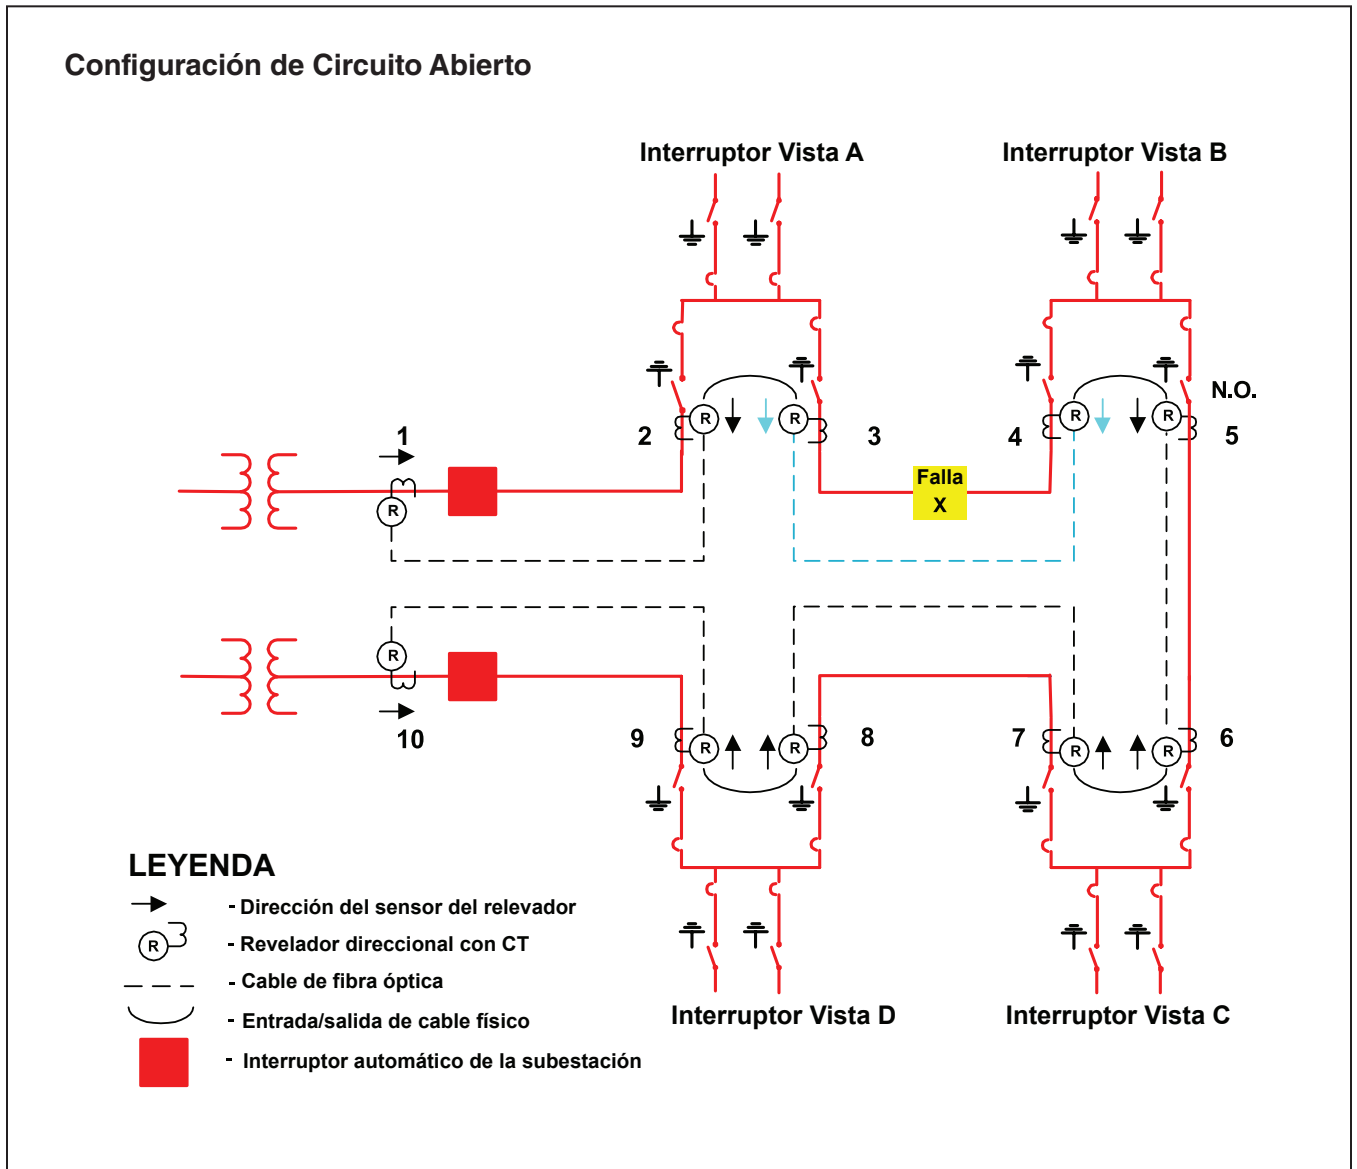 Configuración de Circuito Abierto
Interruptor Vista A
Interruptor Vista B
N.O.
R
R
R
R
1
2
3
4
5
Falla
X
R
R
10
9
8
7
6
R
R
R
R
LEYENDA
- Dirección del sensor del relevador
R
- Revelador direccional con CT
- Cable de fibra óptica
- Entrada/salida de cable físico
- Interruptor automático de la subestación
Interruptor Vista D
Interruptor Vista C